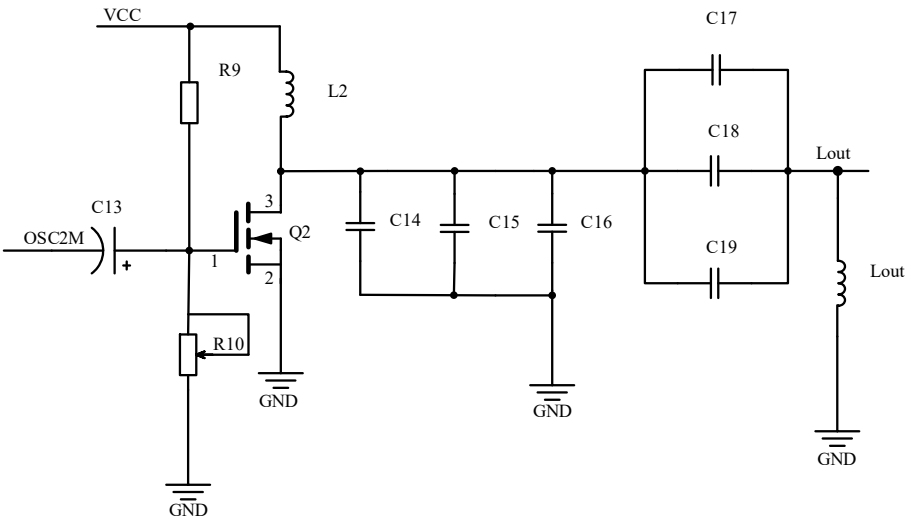 C17
VCC
R9
L2
C18
Lout
C13
3
C14
C15
C16
Q2
OSC2M
+
1
C19
2
Lout
R10
GND
GND
GND
GND